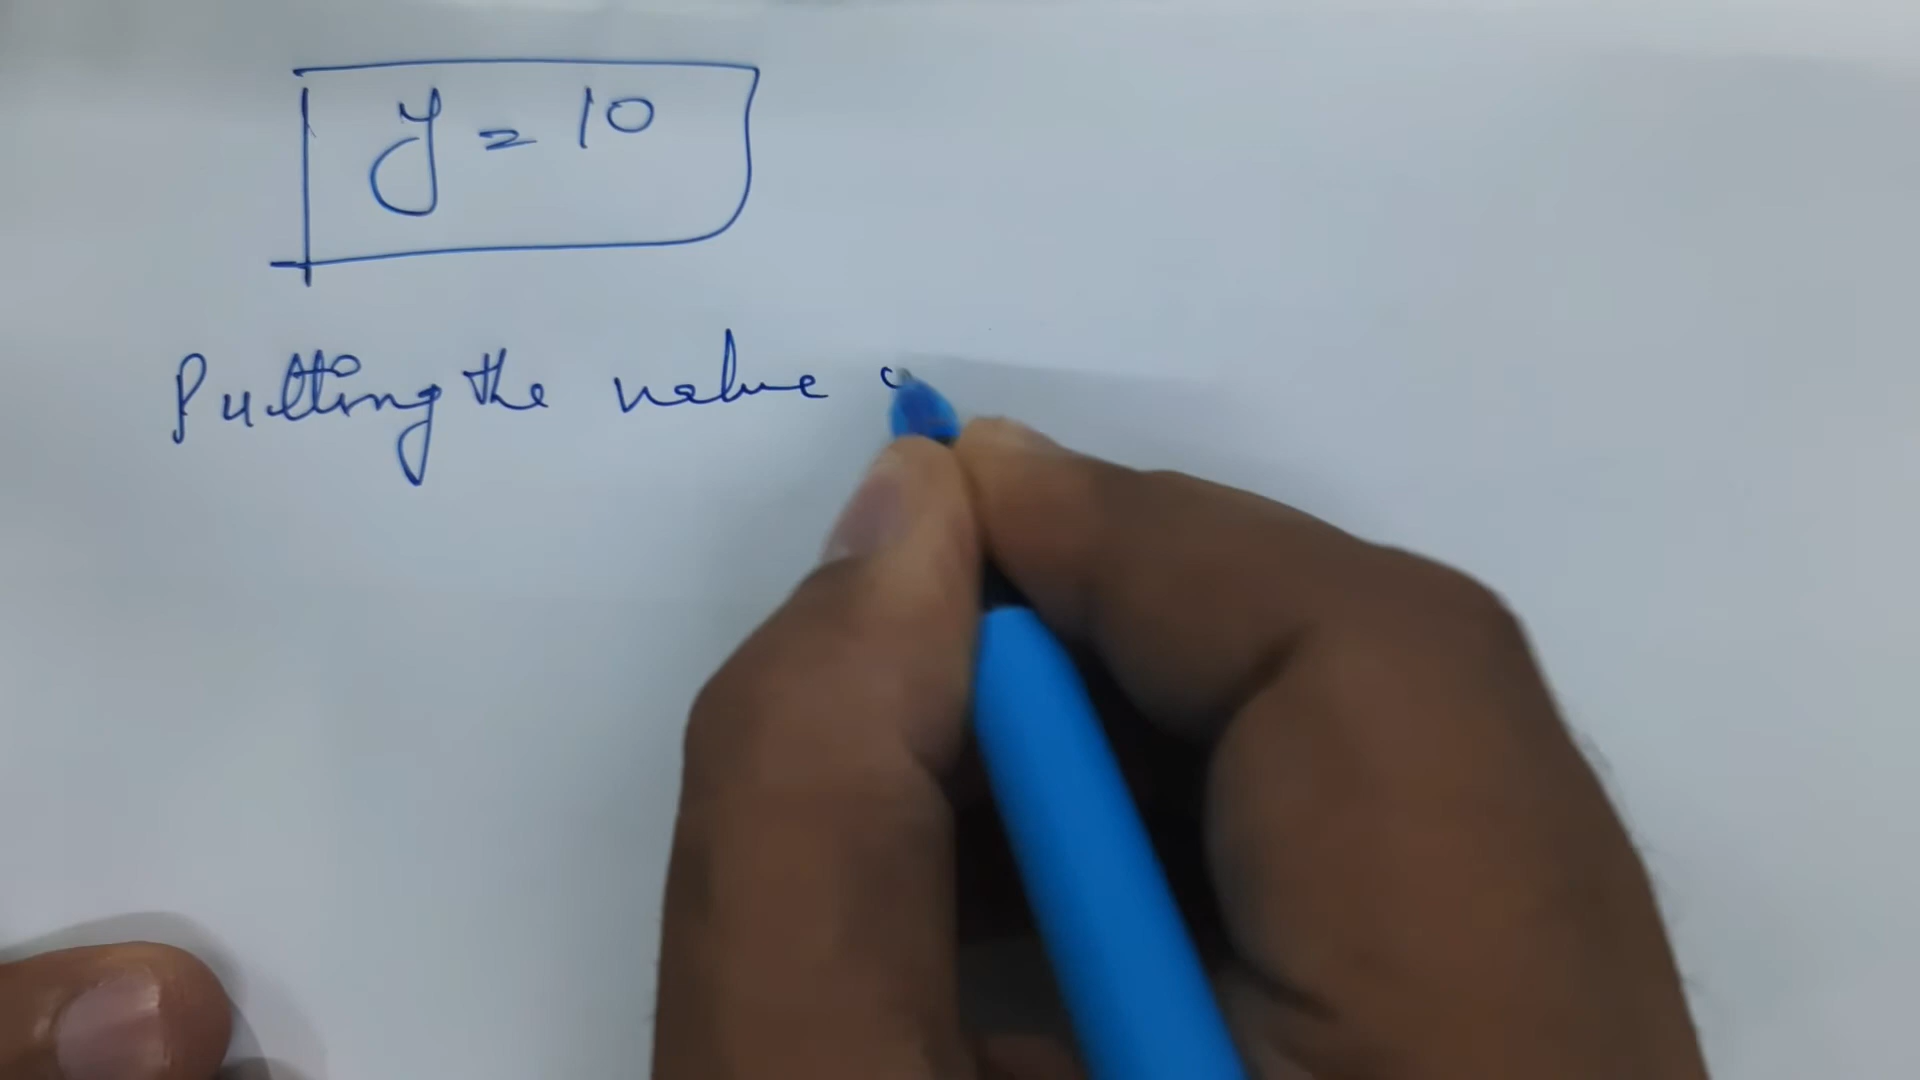 y = 10
Putting the value